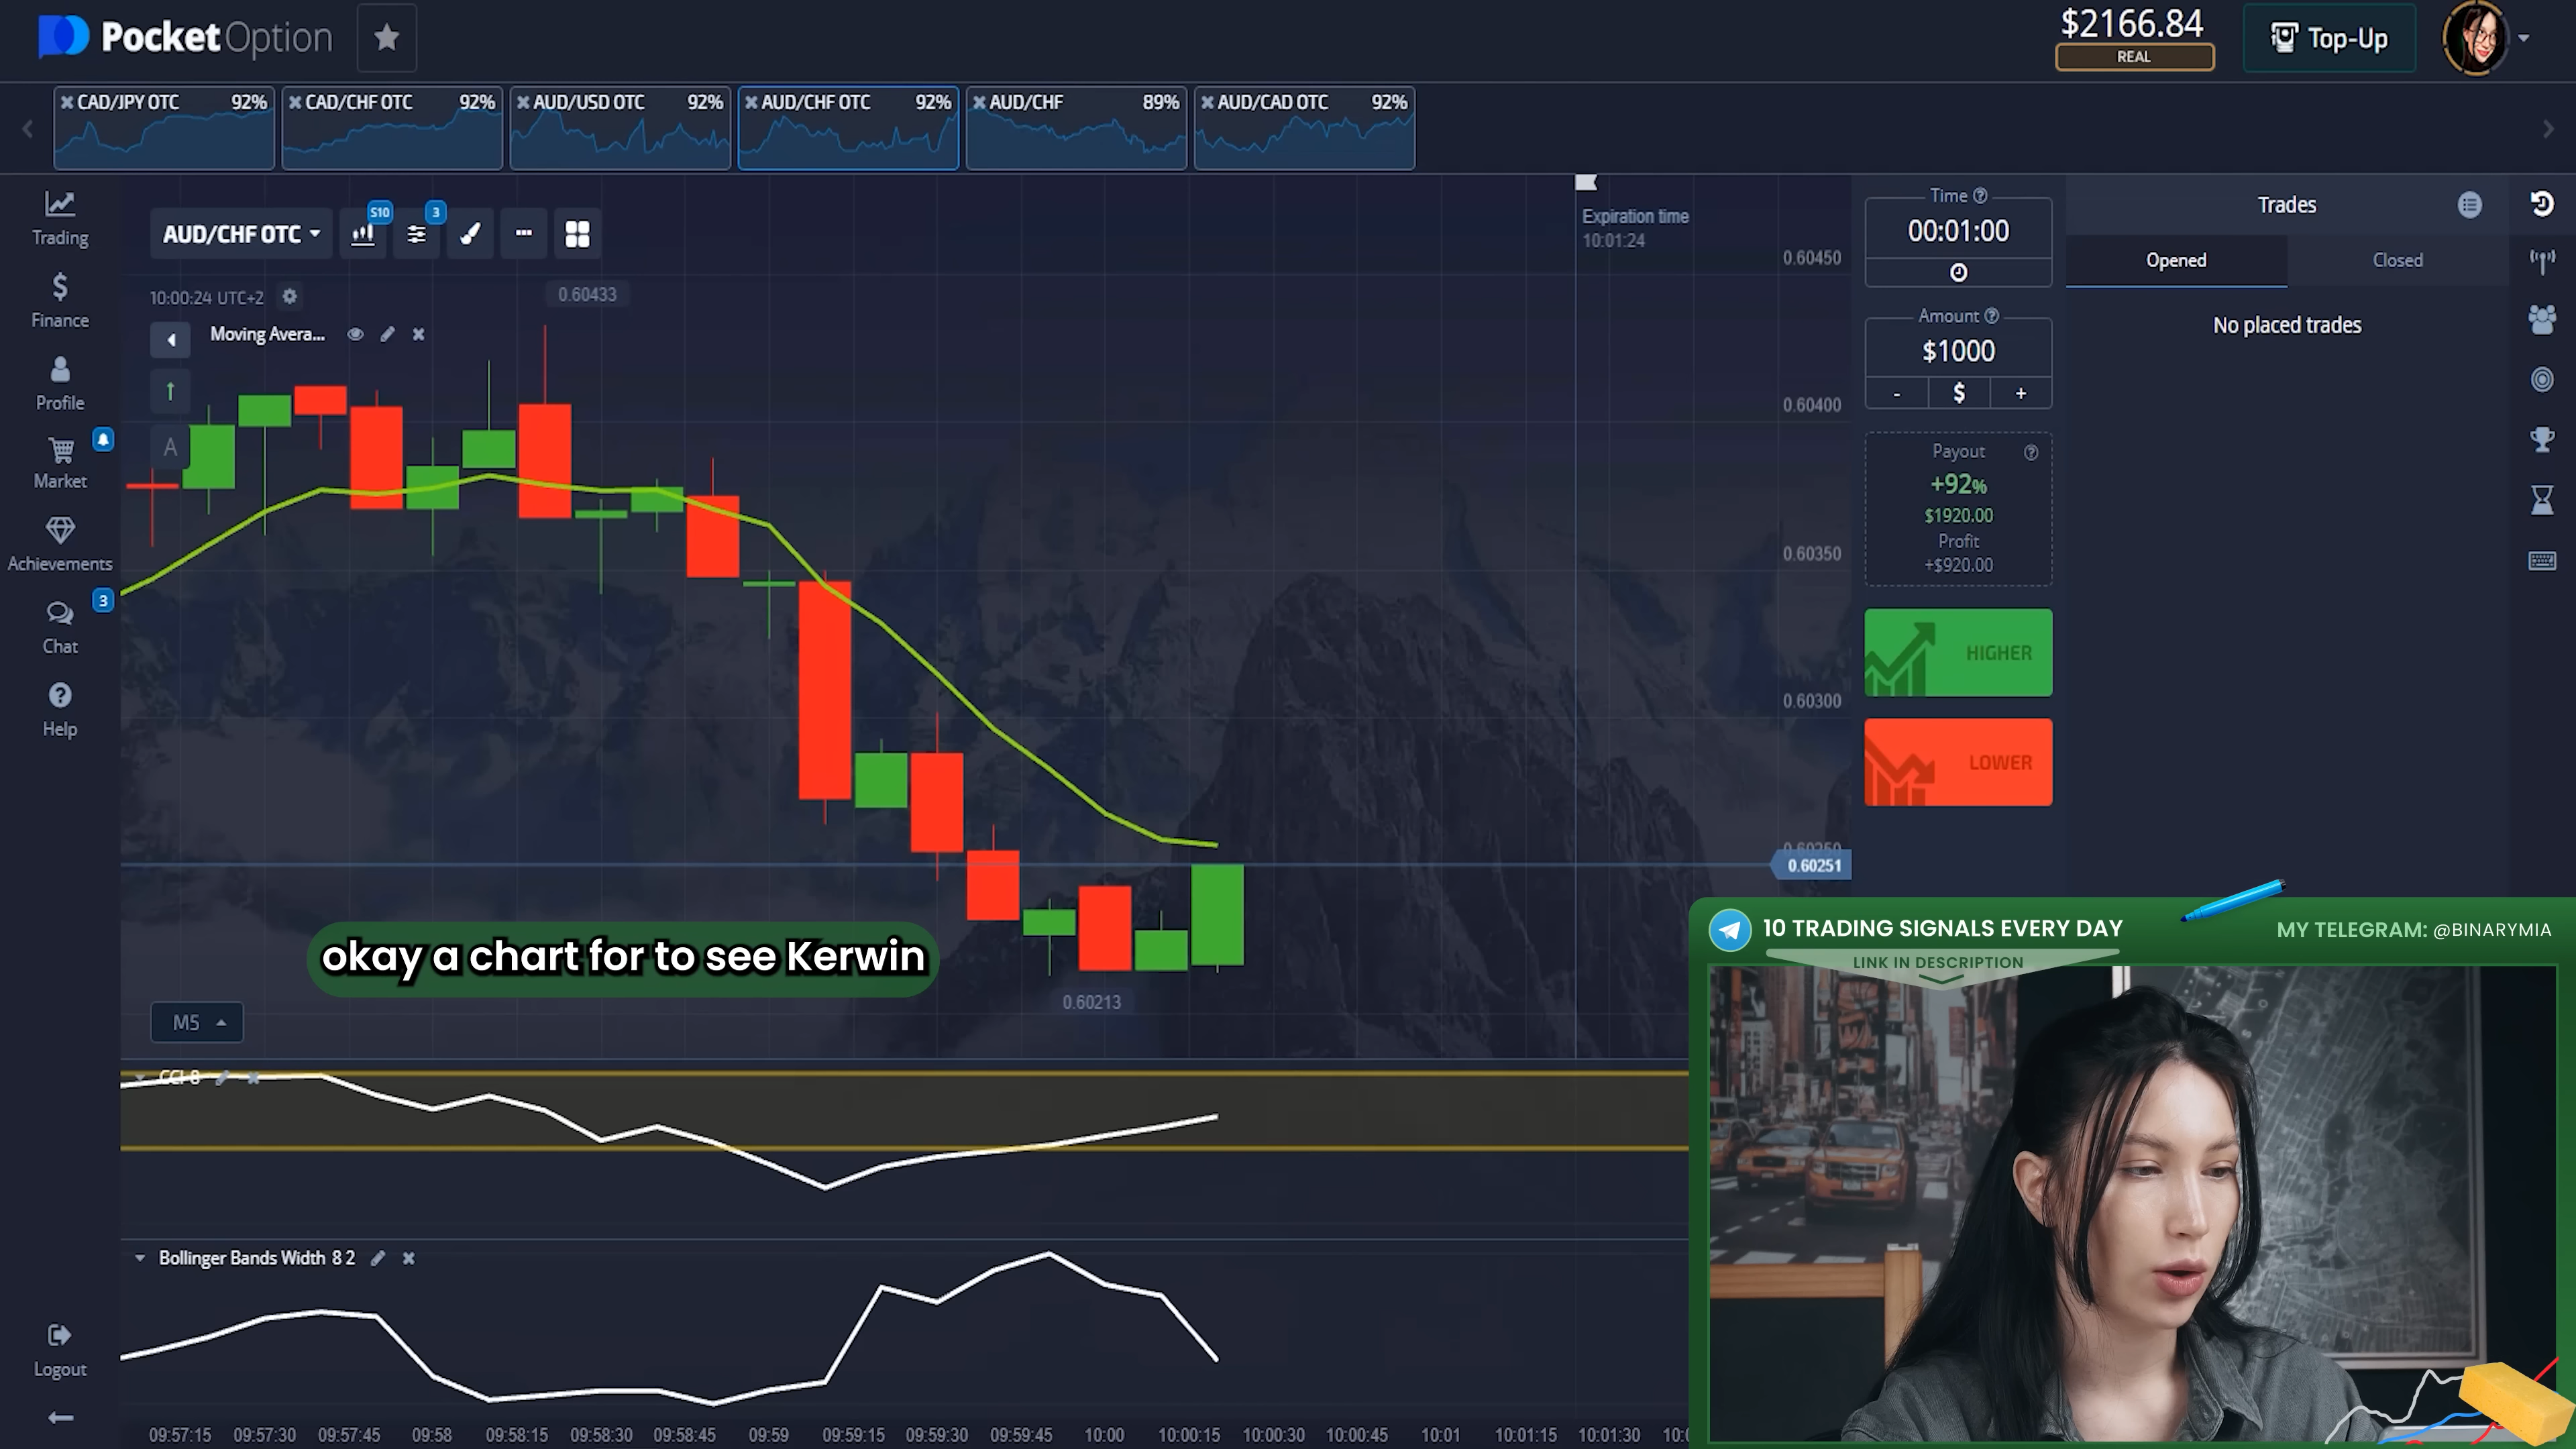 PocketOption
$2166.84
REAL
Top-Up
CAD/JPY OTC 92%
CAD/CHF OTC 92%
AUD/USD OTC 92%
AUD/CHF OTC 92%
AUD/CHF 89%
AUD/CAD OTC 92%
Trading
Finance
Profile
Market
Achievements
3
Chat
Help
Logout
AUD/CHF OTC
S10
3
10:00:24 UTC+2
0.60433
Moving Avera...
A
Expiration time
10:01:24
0.60450
0.60400
0.60350
0.60300
0.60250
0.60251
0.60213
okay a chart for to see Kerwin
M5
CCI 8
Bollinger Bands Width 8 2
09:57:15 09:57:30 09:57:45 09:58 09:58:15 09:58:30 09:58:45 09:59 09:59:15 09:59:30 09:59:45 10:00 10:00:15 10:00:30 10:00:45 10:01 10:01:15 10:01:30
Time
00:01:00
Amount
$1000
- $ +
Payout
+92%
$1920.00
Profit
+$920.00
HIGHER
LOWER
Trades
Opened
Closed
No placed trades
10 TRADING SIGNALS EVERY DAY
LINK IN DESCRIPTION
MY TELEGRAM: @BINARYMIA